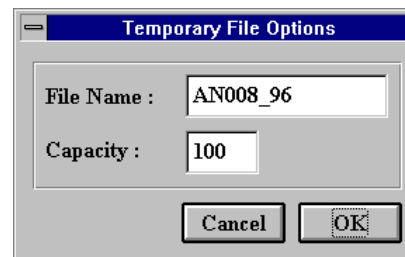 Temporary File Options
File Name : AN008_96
Capacity : 100
Cancel OK